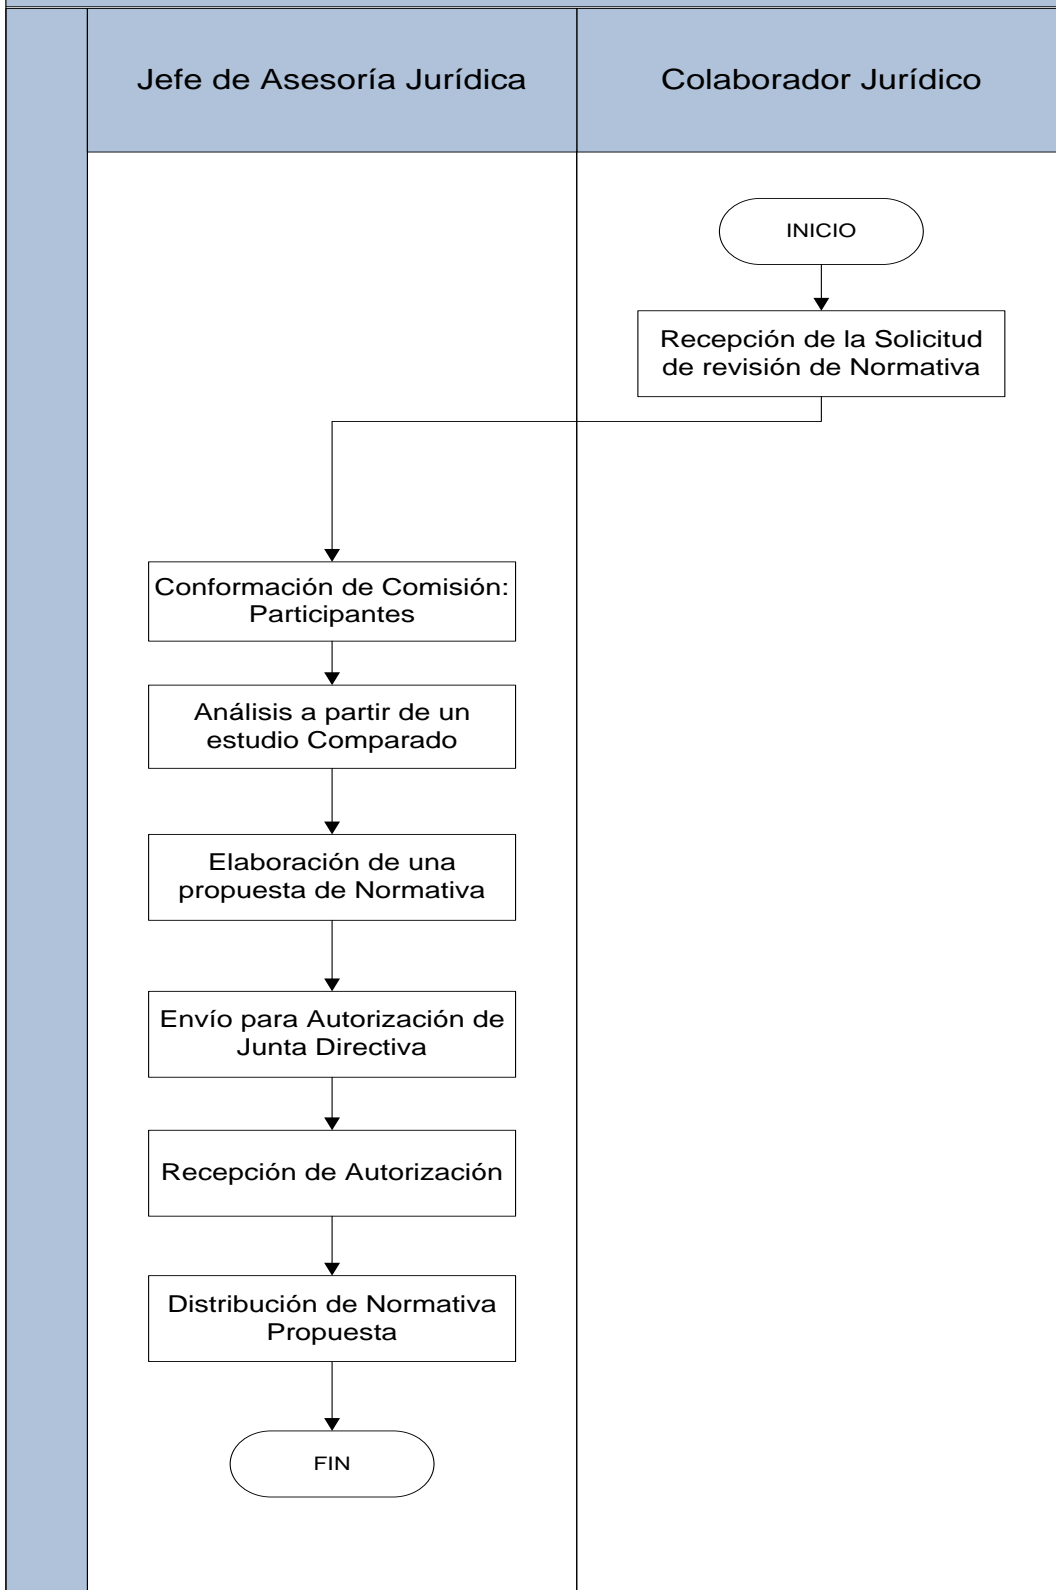 Jefe de Asesoría Jurídica
Colaborador Jurídico
INICIO
Recepción de la Solicitud
de revisión de Normativa
Conformación de Comisión:
Participantes
Análisis a partir de un
estudio Comparado
Elaboración de una
propuesta de Normativa
Envío para Autorización de
Junta Directiva
Recepción de Autorización
Distribución de Normativa
Propuesta
FIN